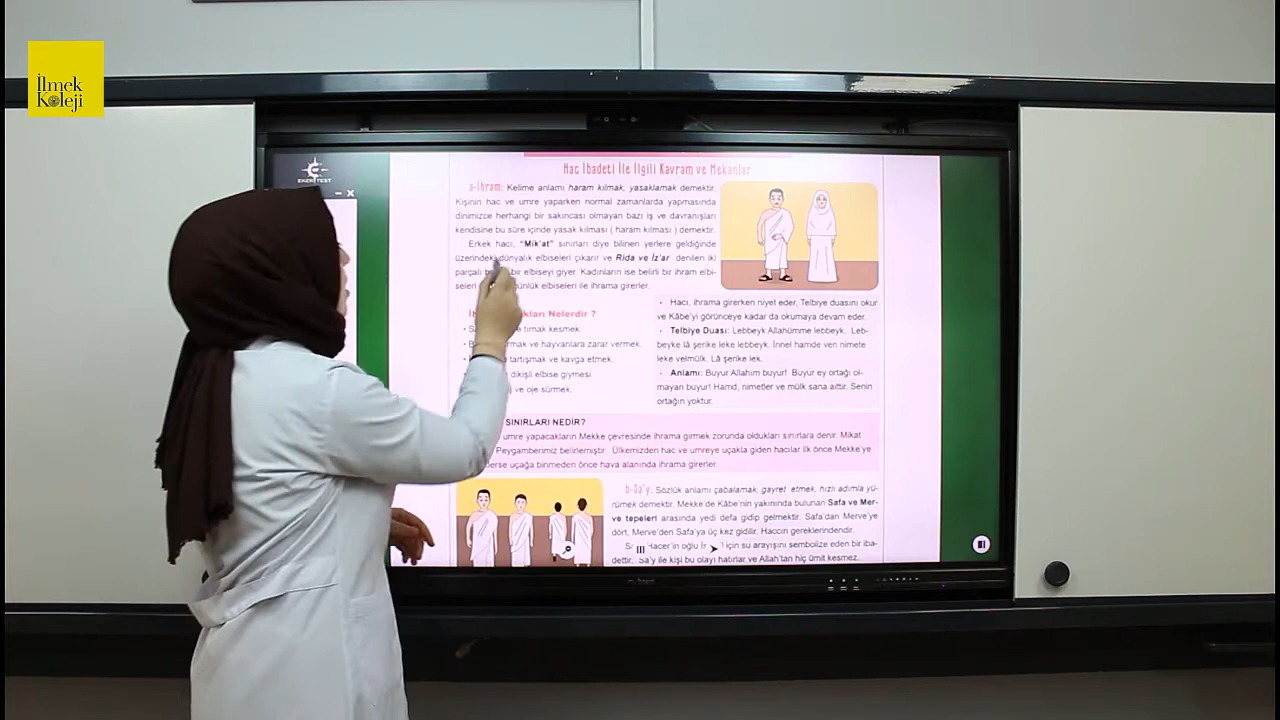 İlmek
Koleji
EKER TEST
Hac İbadeti İle İlgili Kavram ve Mekanlar
a-İhram: Kelime anlamı haram kılmak, yasaklamak demektir.
Kişinin hac ve umre yaparken normal zamanlarda yapmasında
dinimizce herhangi bir sakıncası olmayan bazı iş ve davranışları
kendisine bu süre içinde yasak kılması ( haram kılması ) demektir.
Erkek hacı, “Mik'at” sınırları diye bilinen yerlere geldiğinde
üzerindeki dünyalık elbiseleri çıkarır ve Rida ve İz'ar denilen iki
parçalı bir elbiseyi giyer. Kadınların ise belirli bir ihram elbi-
seleri günlük elbiseleri ile ihrama girerler.
Nelerdir ?
tırnak kesmek.
ve hayvanlara zarar vermek.
tartışmak ve kavga etmek.
dikişli elbise giymesi
ve oje sürmek.
• Hacı, ihrama girerken niyet eder, Telbiye duasını okur
ve Kâbe'yi görünceye kadar da okumaya devam eder.
• Telbiye Duası: Lebbeyk Allahümme lebbeyk. Leb-
beyke lâ şerike leke lebbeyk. İnnel hamde ven nimete
leke velmülk. Lâ şerike lek.
• Anlamı: Buyur Allahım buyur! Buyur ey ortağı ol-
mayan buyur! Hamd, nimetler ve mülk sana aittir. Senin
ortağın yoktur.
SINIRLARI NEDİR?
umre yapacakların Mekke çevresinde ihrama girmek zorunda oldukları sınırlara denir. Mikat
Peygamberimiz belirlemiştir. Ülkemizden hac ve umreye uçakla giden hacılar ilk önce Mekke'ye
uçağa binmeden önce hava alanında ihrama girerler.
b-Sa'y: Sözlük anlamı çabalamak, gayret etmek, hızlı adımla yü-
rümek demektir. Mekke'de Kâbe'nin yakınında bulunan Safa ve Mer-
ve tepeleri arasında yedi defa gidip gelmektir. Safa'dan Merve'ye
dört, Merve'den Safa'ya üç kez gidilir. Haccın gereklerindendir.
Hacer'in oğlu için su arayışını sembolize eden bir iba-
dettir. Sa'y ile kişi bu olayı hatırlar ve Allah'tan hiç ümit kesmez.